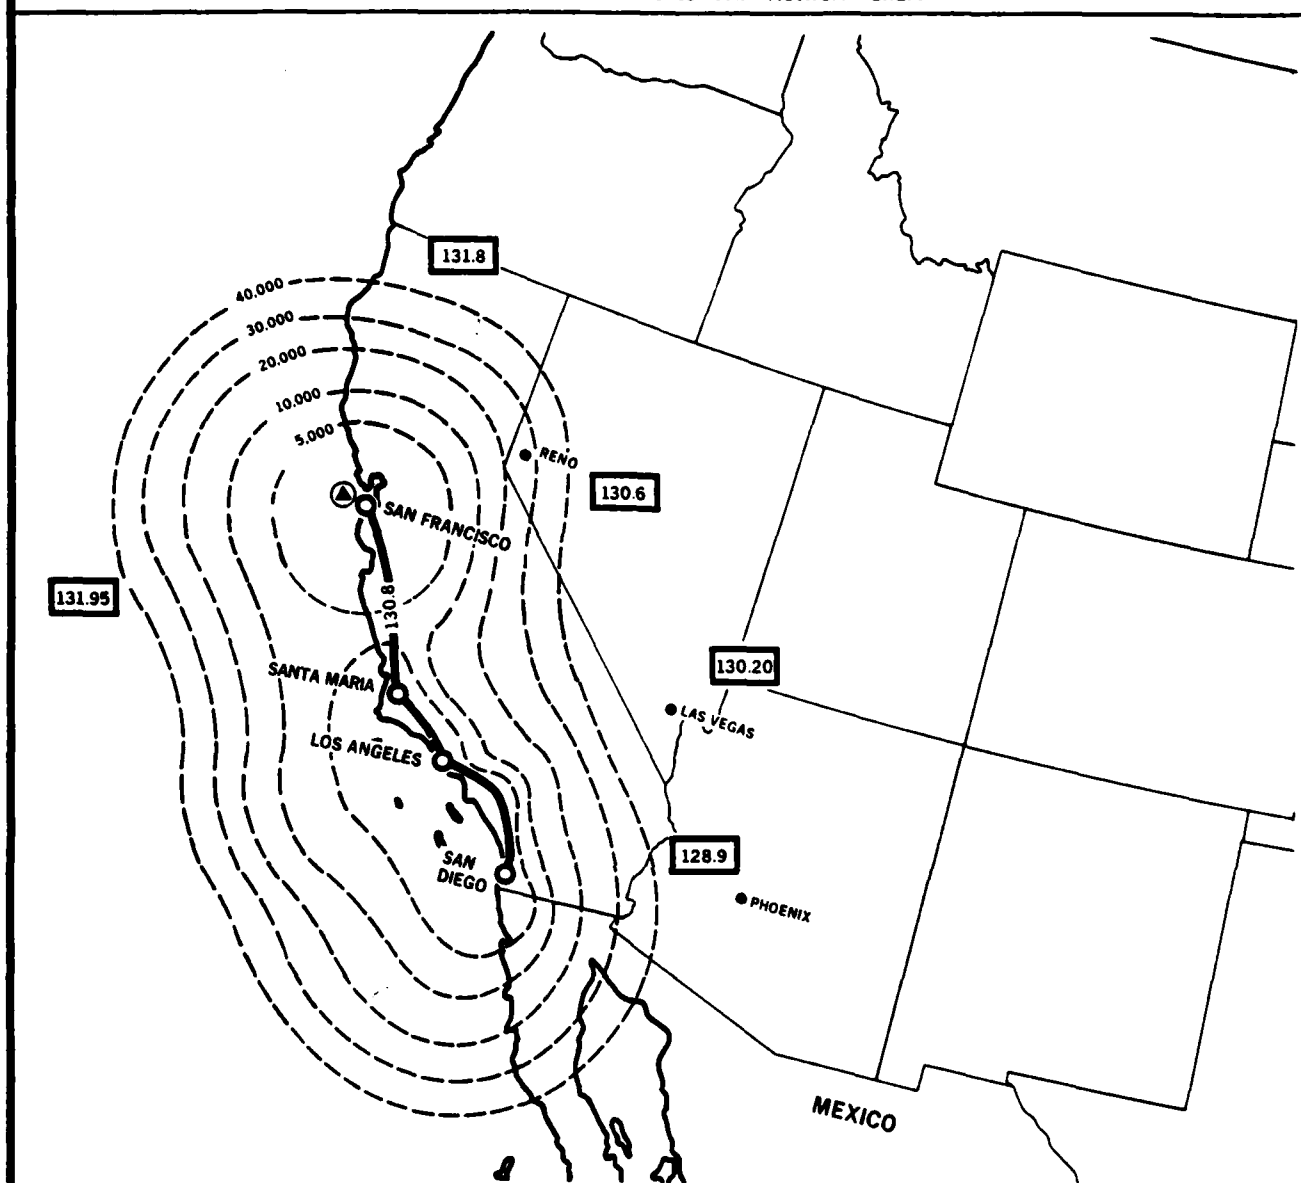 131.8
40.000
30.000
20.000
10.000
5.000
RENO
130.6
SAN FRANCISCO
131.95
130.8
130.20
SANTA MARIA
LAS VEGAS
LOS ANGELES
128.9
SAN
DIEGO
PHOENIX
MEXICO